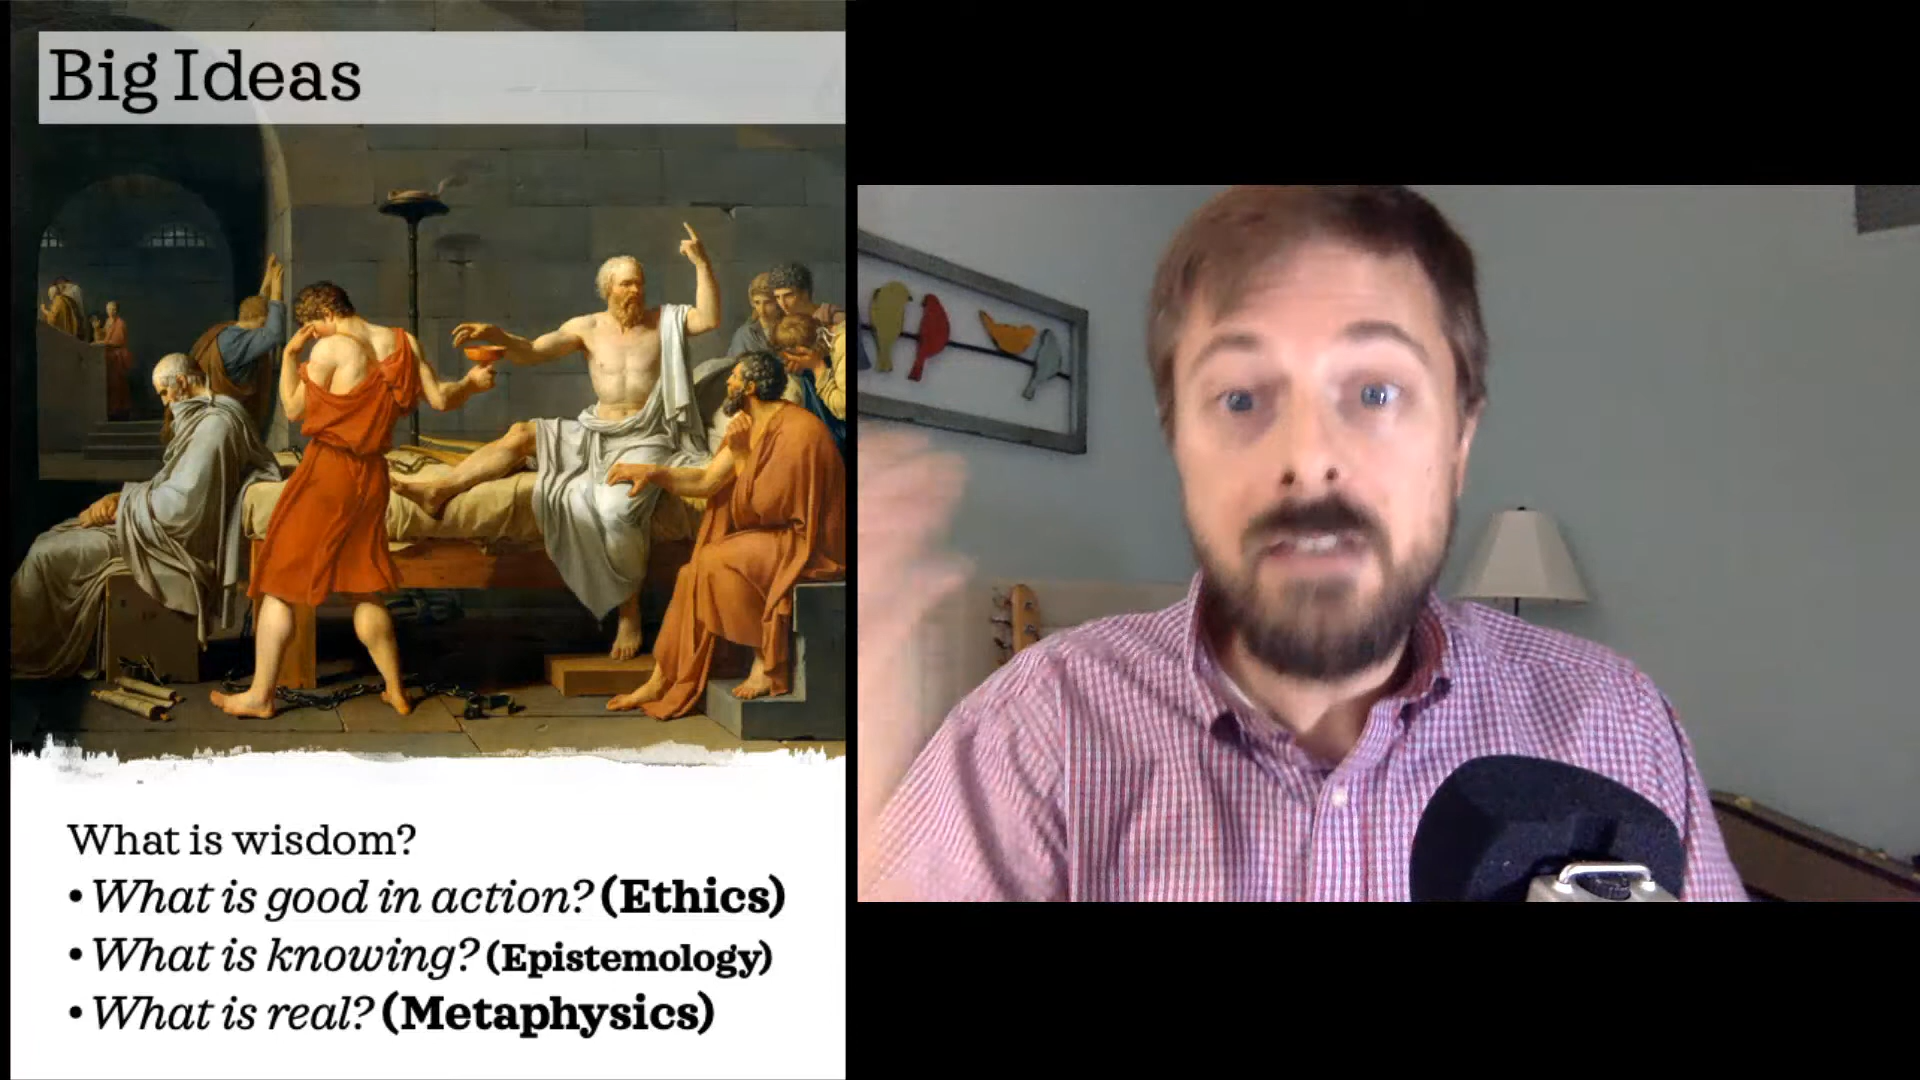 Big Ideas
What is wisdom?
• What is good in action? (Ethics)
• What is knowing? (Epistemology)
• What is real? (Metaphysics)